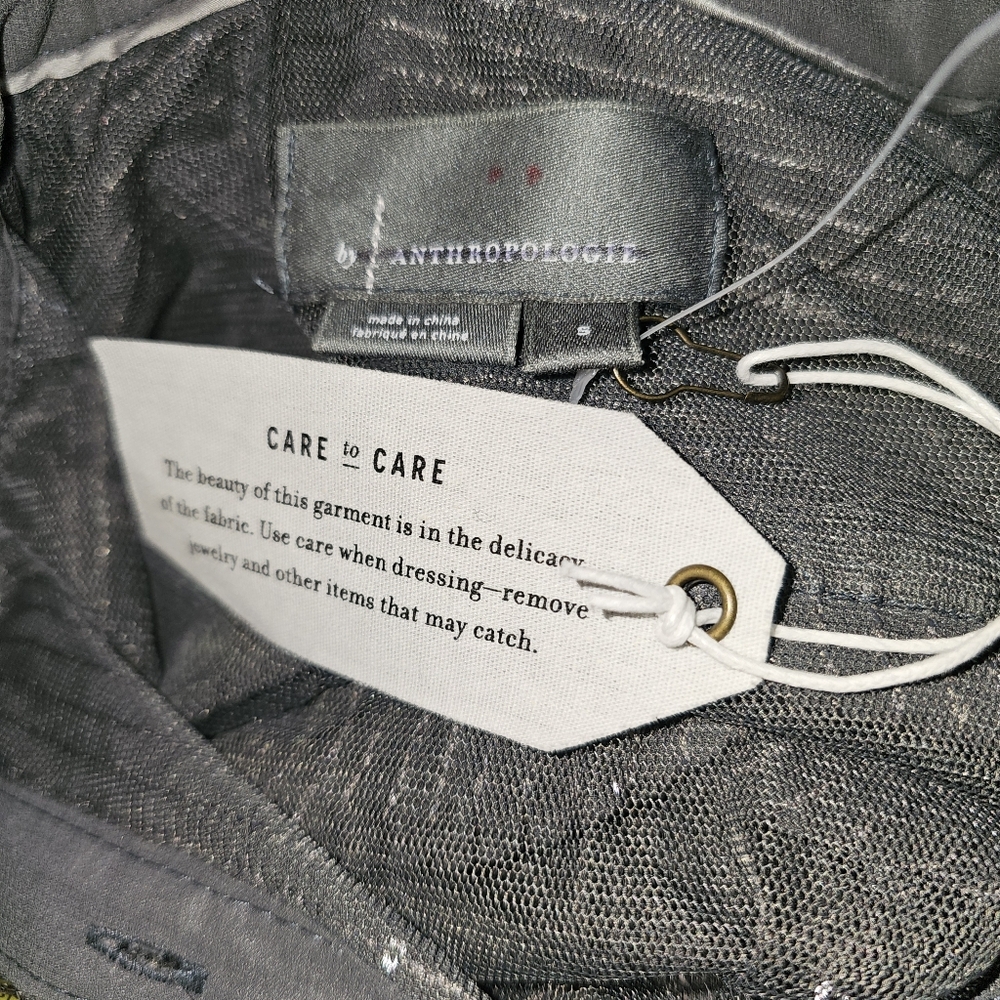 by ANTHROPOLOGIE
made in china
fabriqué en chine
S
CARE to CARE
The beauty of this garment is in the delicacy
of the fabric. Use care when dressing—remove
jewelry and other items that may catch.